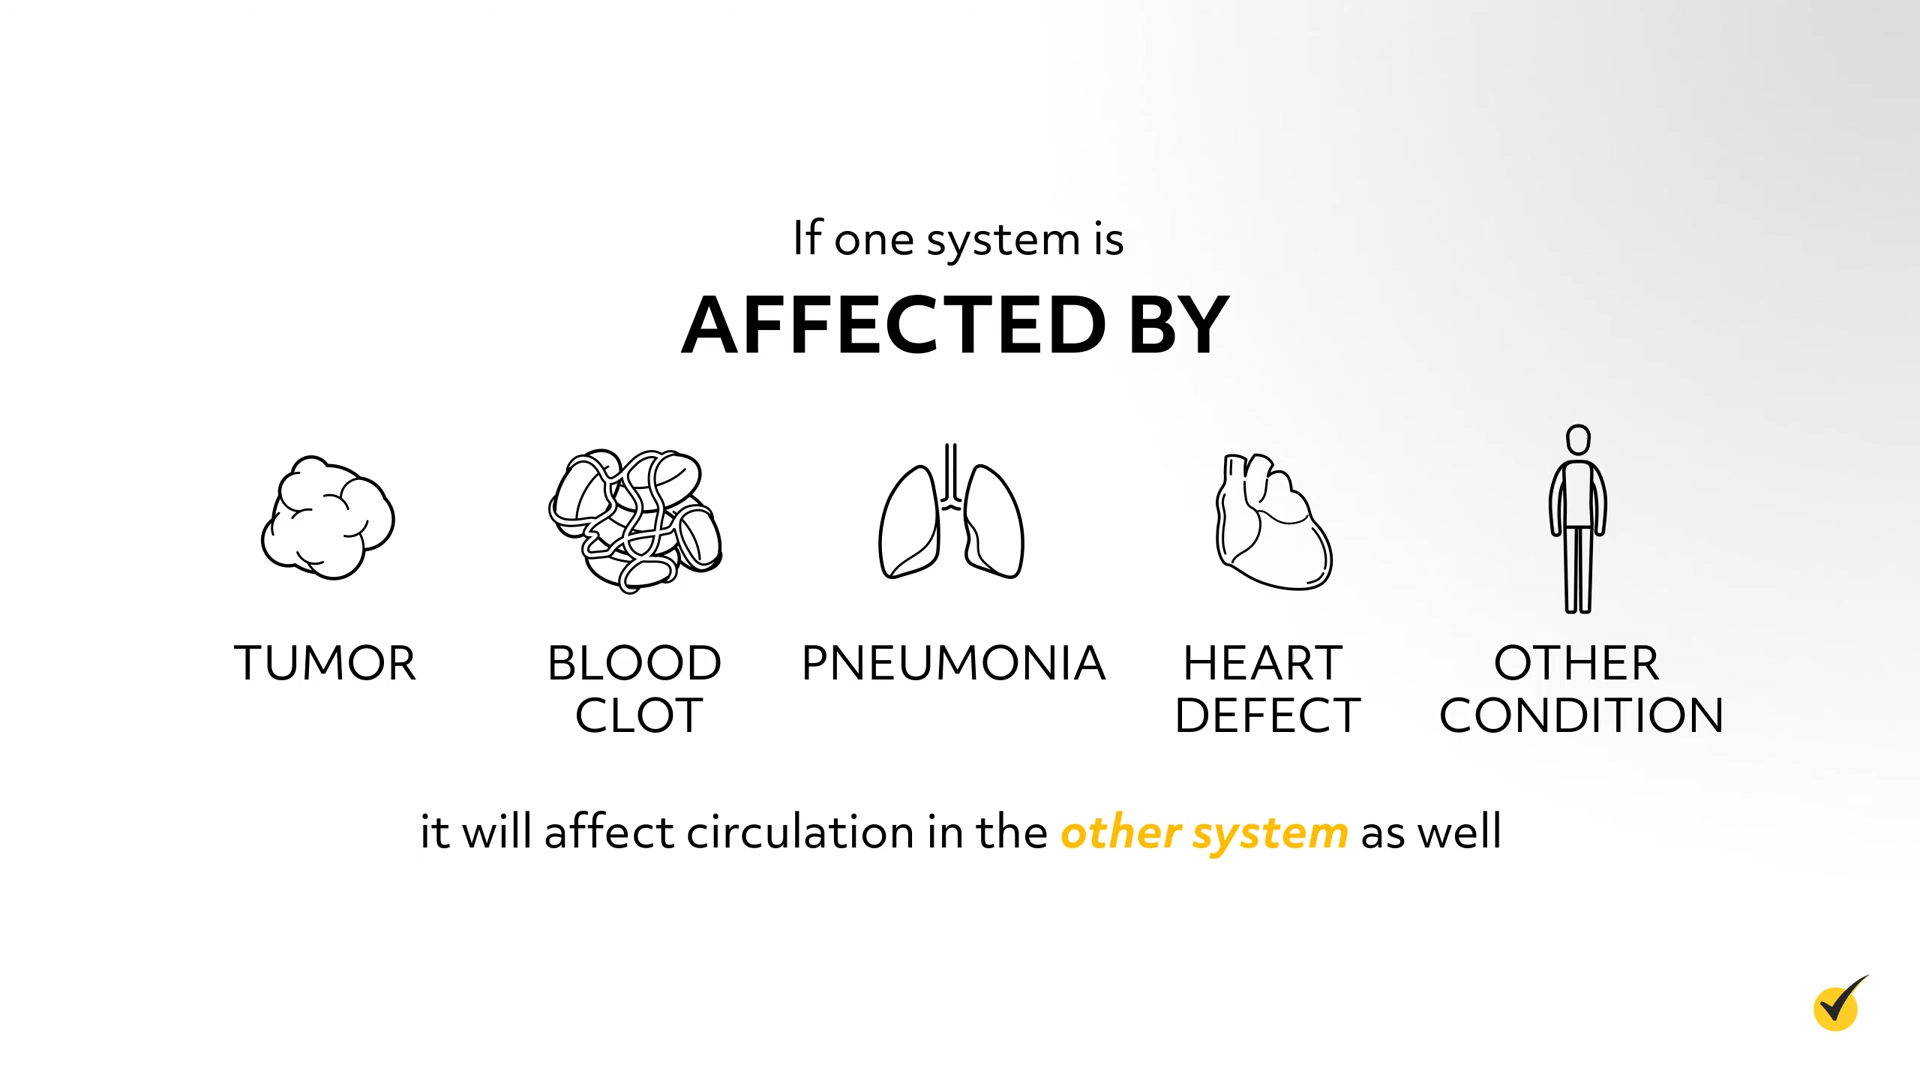 If one system is
AFFECTED BY
TUMOR
BLOOD
CLOT
PNEUMONIA
HEART
DEFECT
OTHER
CONDITION
it will affect circulation in the other system as well